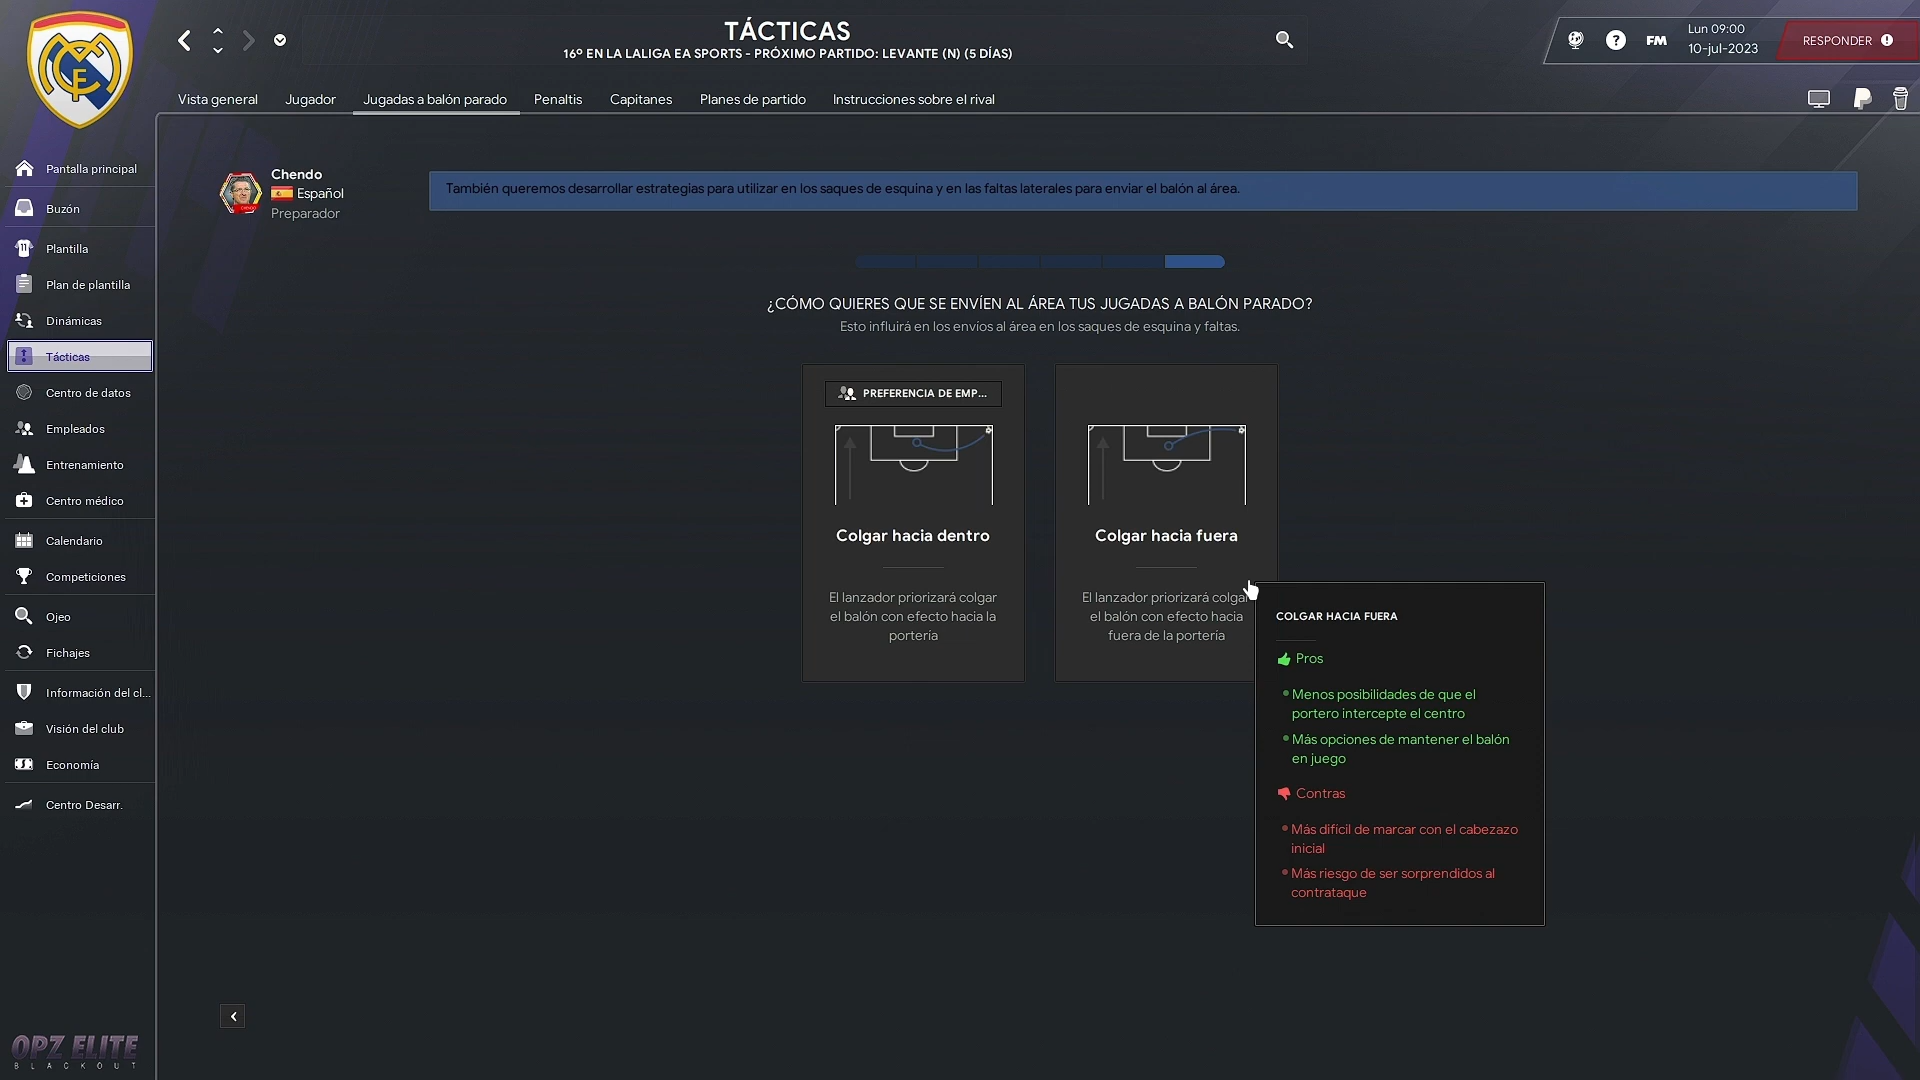 TÁCTICAS
16º EN LA LALIGA EA SPORTS - PRÓXIMO PARTIDO: LEVANTE (N) (5 DÍAS)
FM
Lun 09:00
10-jul-2023
RESPONDER
Vista general
Jugador
Jugadas a balón parado
Penaltis
Capitanes
Planes de partido
Instrucciones sobre el rival
Pantalla principal
Buzón
Plantilla
Plan de plantilla
Dinámicas
Tácticas
Centro de datos
Empleados
Entrenamiento
Centro médico
Calendario
Competiciones
Ojeo
Fichajes
Información del cl...
Visión del club
Economía
Centro Desarr.
OPZ ELITE
BLACKOUT
Chendo
Español
Preparador
También queremos desarrollar estrategias para utilizar en los saques de esquina y en las faltas laterales para enviar el balón al área.
¿CÓMO QUIERES QUE SE ENVÍEN AL ÁREA TUS JUGADAS A BALÓN PARADO?
Esto influirá en los envíos al área en los saques de esquina y faltas.
PREFERENCIA DE EMP...
Colgar hacia dentro
El lanzador priorizará colgar
el balón con efecto hacia la
portería
Colgar hacia fuera
El lanzador priorizará colgar
el balón con efecto hacia
fuera de la portería
COLGAR HACIA FUERA
Pros
Menos posibilidades de que el
portero intercepte el centro
Más opciones de mantener el balón
en juego
Contras
Más difícil de marcar con el cabezazo
inicial
Más riesgo de ser sorprendidos al
contrataque